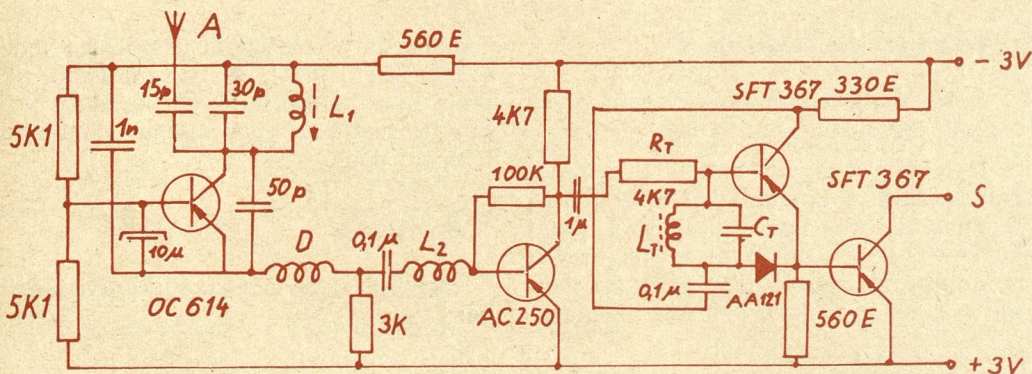 A
560 E
- 3V
15p
30p
L1
5K1
1n
4K7
SFT 367
330 E
RT
100K
4K7
SFT 367
S
50p
1µ
10µ
D
0,1µ
L2
LT
CT
0,1µ
AA121
5K1
OC 614
3K
AC 250
560 E
+ 3V